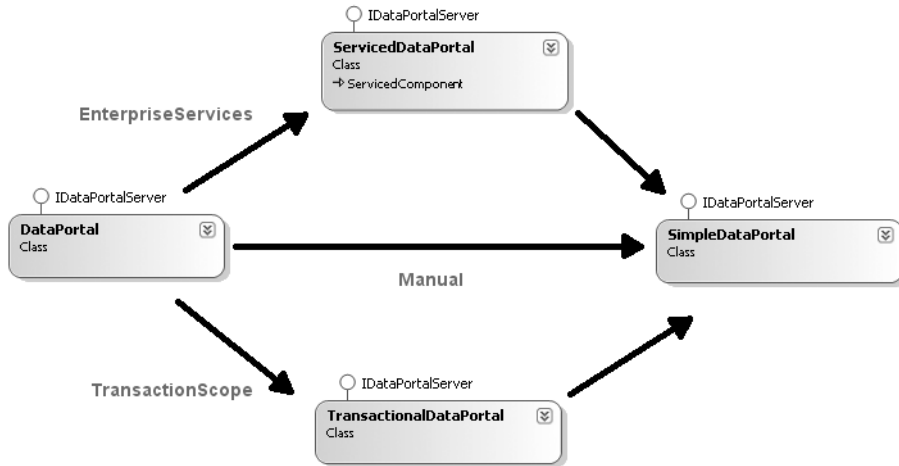 IDataPortalServer
ServicedDataPortal
Class
ServicedComponent
EnterpriseServices
IDataPortalServer
DataPortal
Class
IDataPortalServer
SimpleDataPortal
Class
Manual
TransactionScope
IDataPortalServer
TransactionalDataPortal
Class